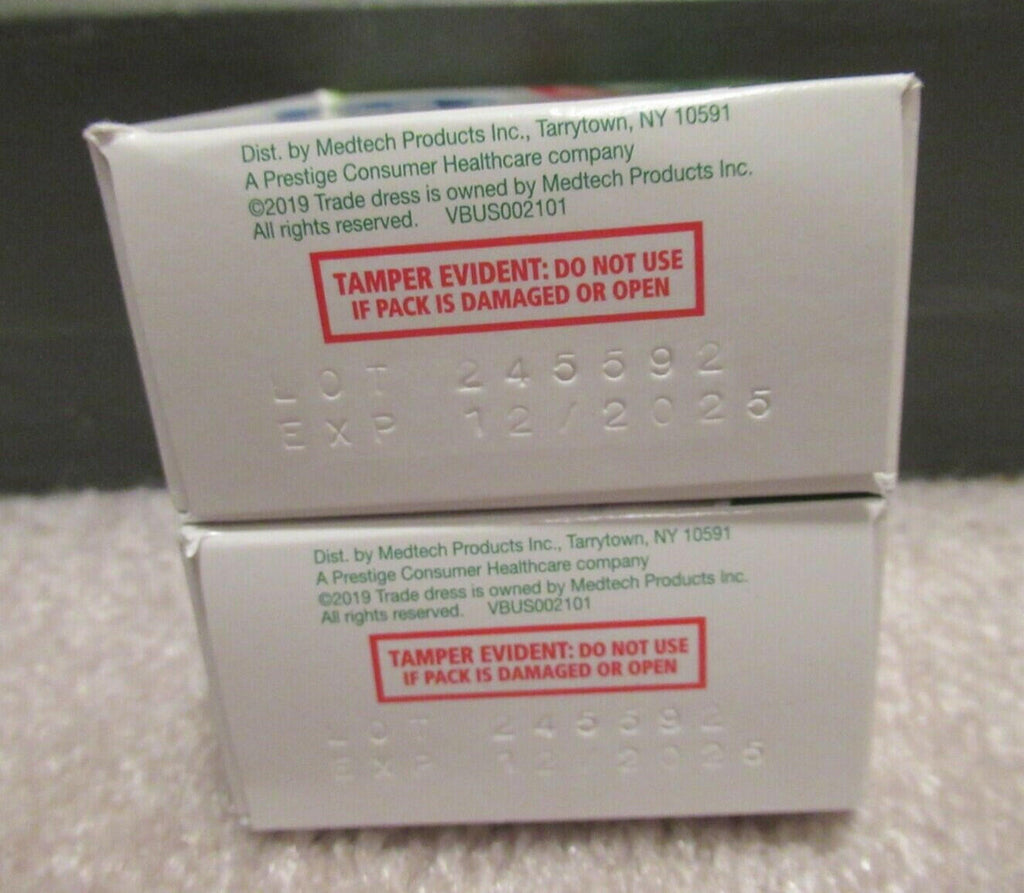 Dist. by Medtech Products Inc., Tarrytown, NY 10591
A Prestige Consumer Healthcare company
©2019 Trade dress is owned by Medtech Products Inc.
All rights reserved. VBUS002101
TAMPER EVIDENT: DO NOT USE
IF PACK IS DAMAGED OR OPEN
LOT 245592
EXP 12/2025
Dist. by Medtech Products Inc., Tarrytown, NY 10591
A Prestige Consumer Healthcare company
©2019 Trade dress is owned by Medtech Products Inc.
All rights reserved. VBUS002101
TAMPER EVIDENT: DO NOT USE
IF PACK IS DAMAGED OR OPEN
LOT 245592
EXP 12/2025